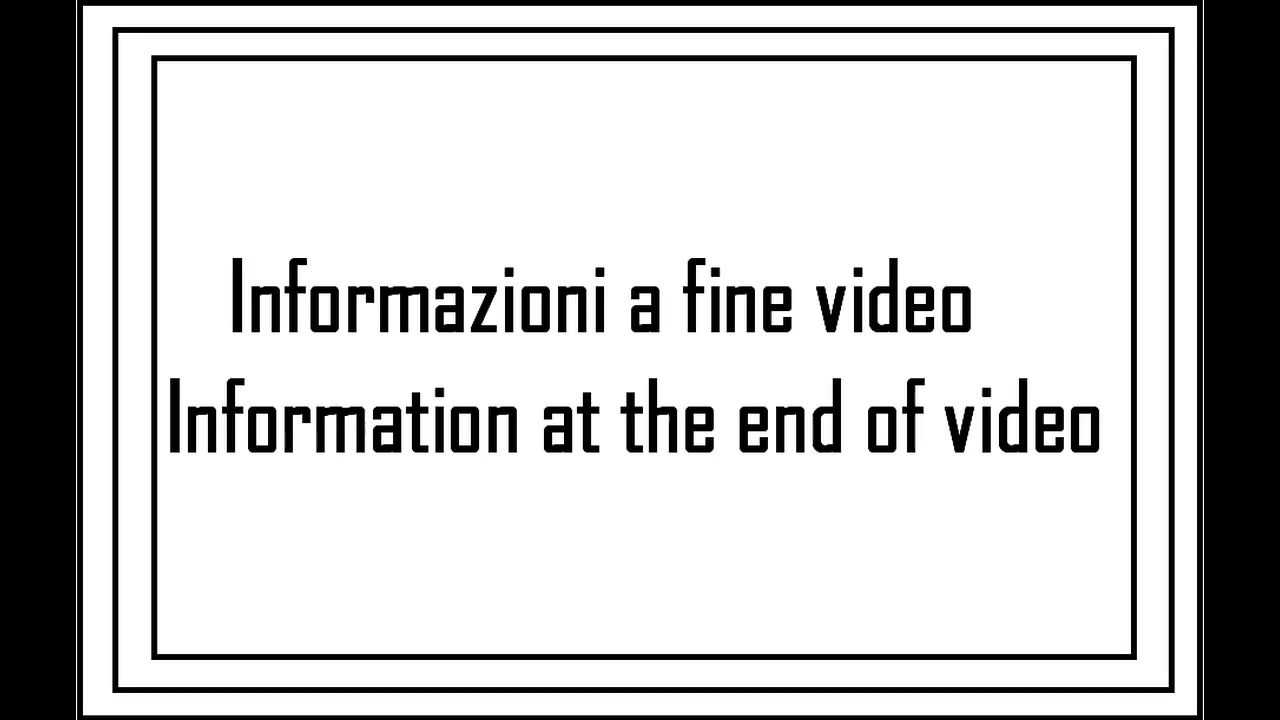 Informazioni a fine video
Information at the end of video